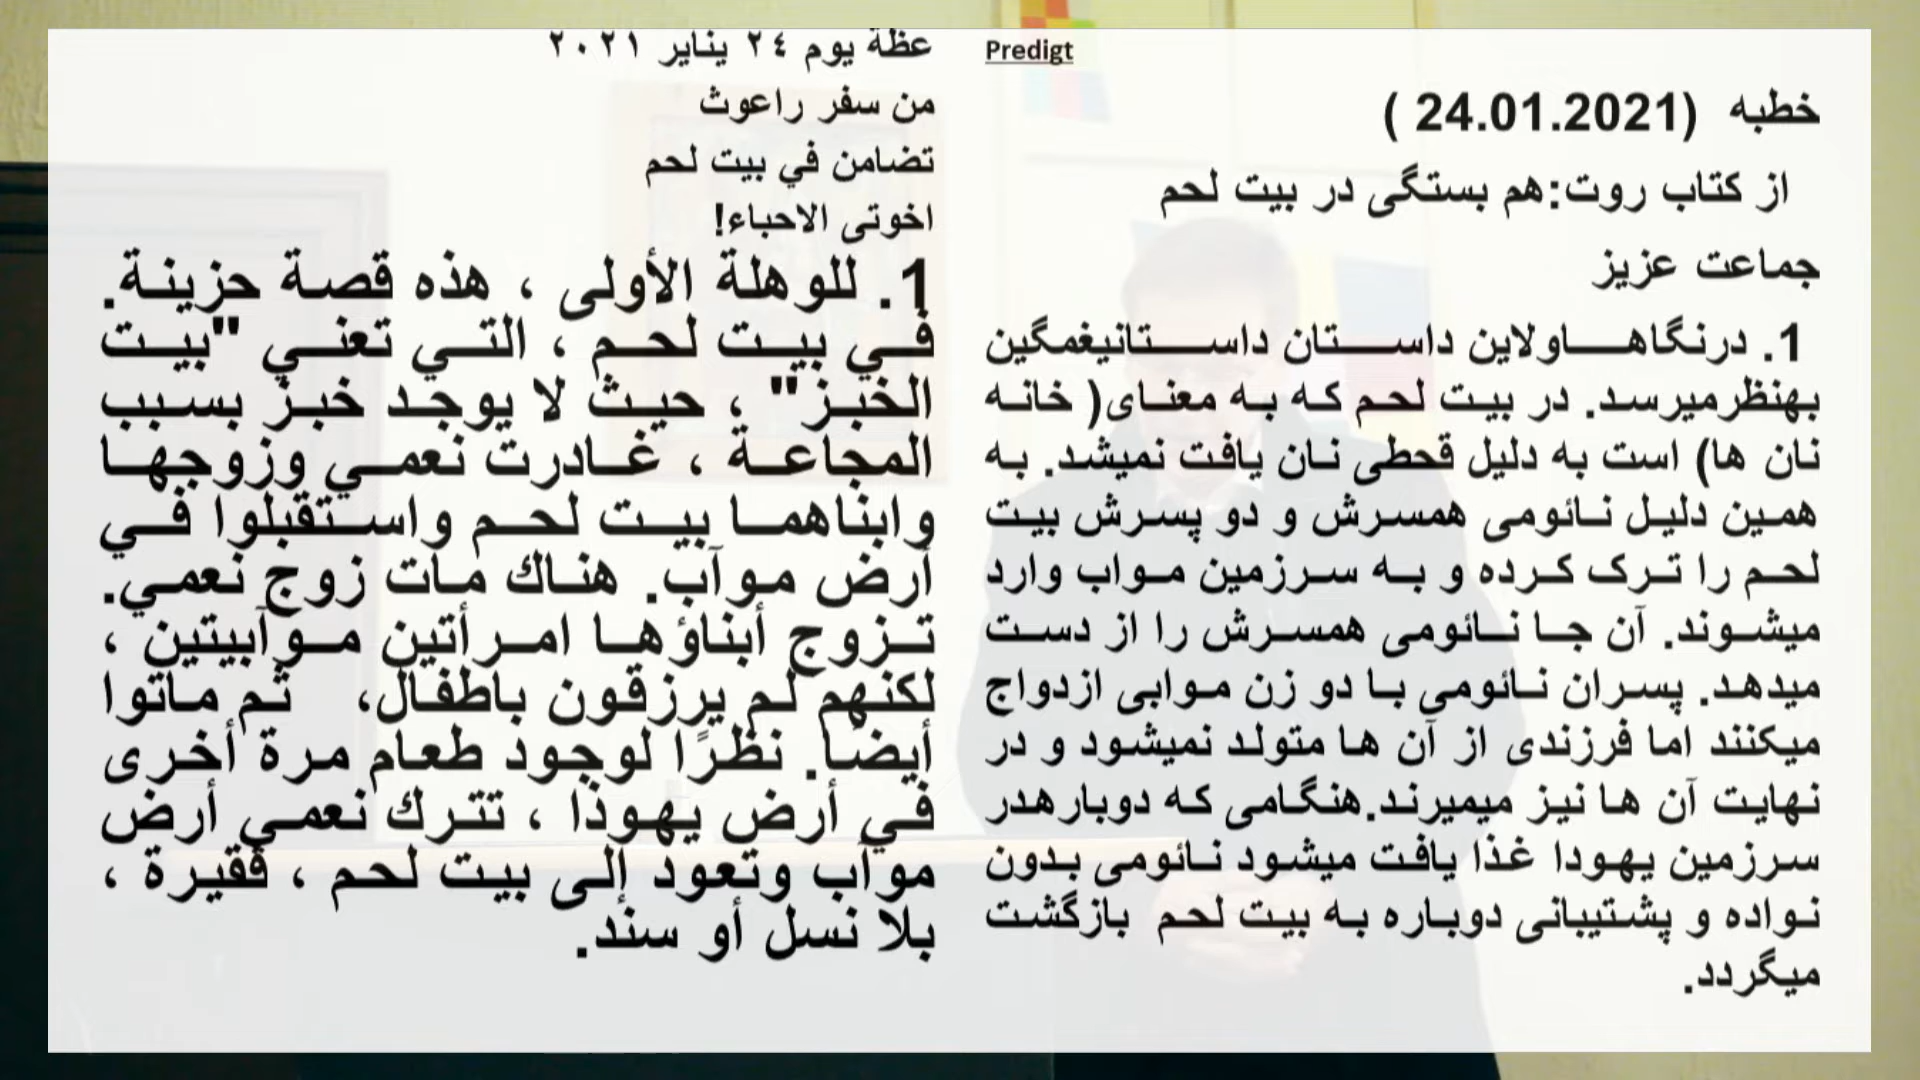 عظة يوم ٢٤ يناير ٢٠٢١
من سفر راعوث
تضامن في بيت لحم
اخوتى الاحباء!
1. للوهلة الأولى ، هذه قصة حزينة.
في بيت لحم ، التي تعني "بيت
الخبز" ، حيث لا يوجد خبز بسبب
المجاعة ، غادرت نعمي وزوجها
وابناهما بيت لحم واستقبلوا في
أرض موآب. هناك مات زوج نعمي.
تزوج أبناؤها امرأتين موآبيتين ،
لكنهم لم يرزقون باطفال، ثم ماتوا
أيضًا. نظرًا لوجود طعام مرة أخرى
في أرض يهوذا ، تترك نعمي أرض
موآب وتعود إلى بيت لحم ، فقيرة ،
بلا نسل أو سند.
Predigt
خطبه (24.01.2021 )
از کتاب روت:هم بستگی در بیت لحم
جماعت عزیز
1. درنگاهاولاین داستان داستانیغمگین
بهنظرمیرسد. در بیت لحم که به معنای( خانه
نان ها) است به دلیل قحطی نان یافت نمیشد. به
همین دلیل نائومی همسرش و دو پسرش بیت
لحم را ترک کرده و به سرزمین مواب وارد
میشوند. آن جا نائومی همسرش را از دست
میدهد. پسران نائومی با دو زن موابی ازدواج
میکنند اما فرزندی از آن ها متولد نمیشود و در
نهایت آن ها نیز میمیرند.هنگامی که دوبارهدر
سرزمین یهودا غذا یافت میشود نائومی بدون
نواده و پشتیبانی دوباره به بیت لحم بازگشت
میگردد.